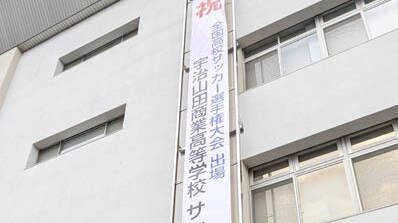 祝
全国高校サッカー選手権大会 出場
宇治山田商業高等学校 サ